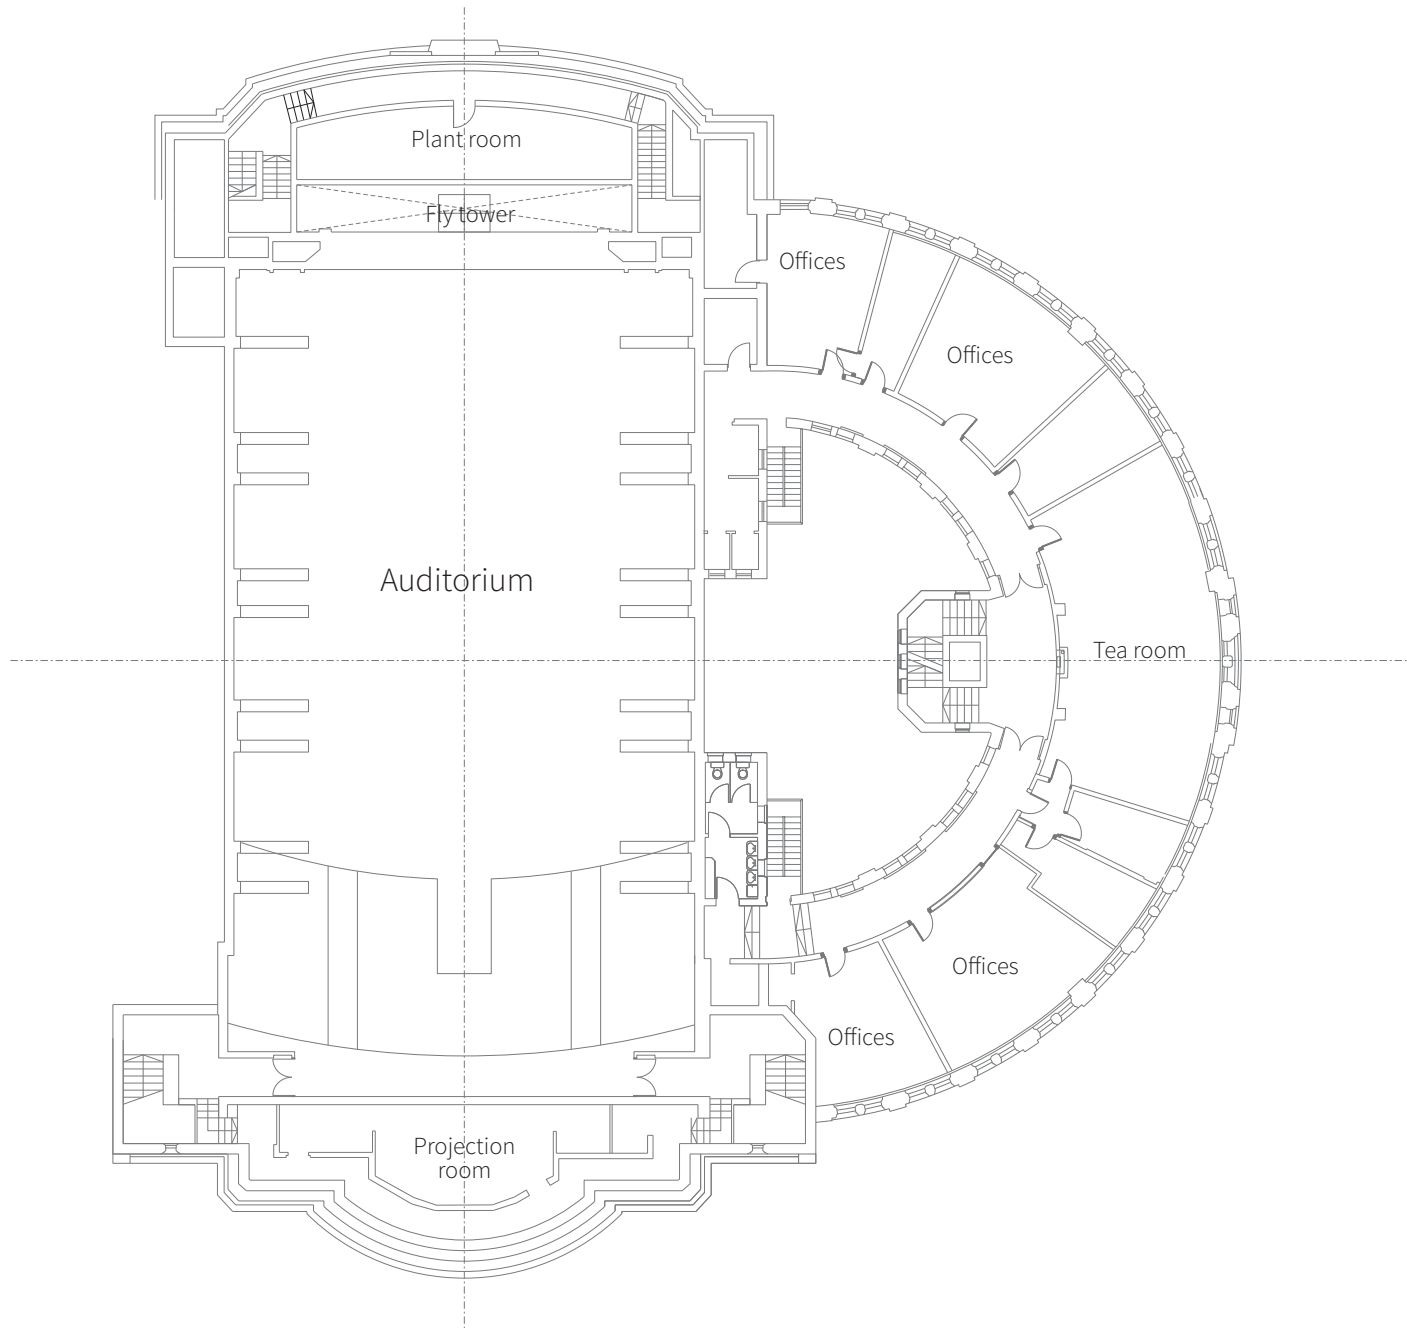 Plant room
Fly tower
Offices
Offices
Auditorium
Tea room
Offices
Offices
Projection
room